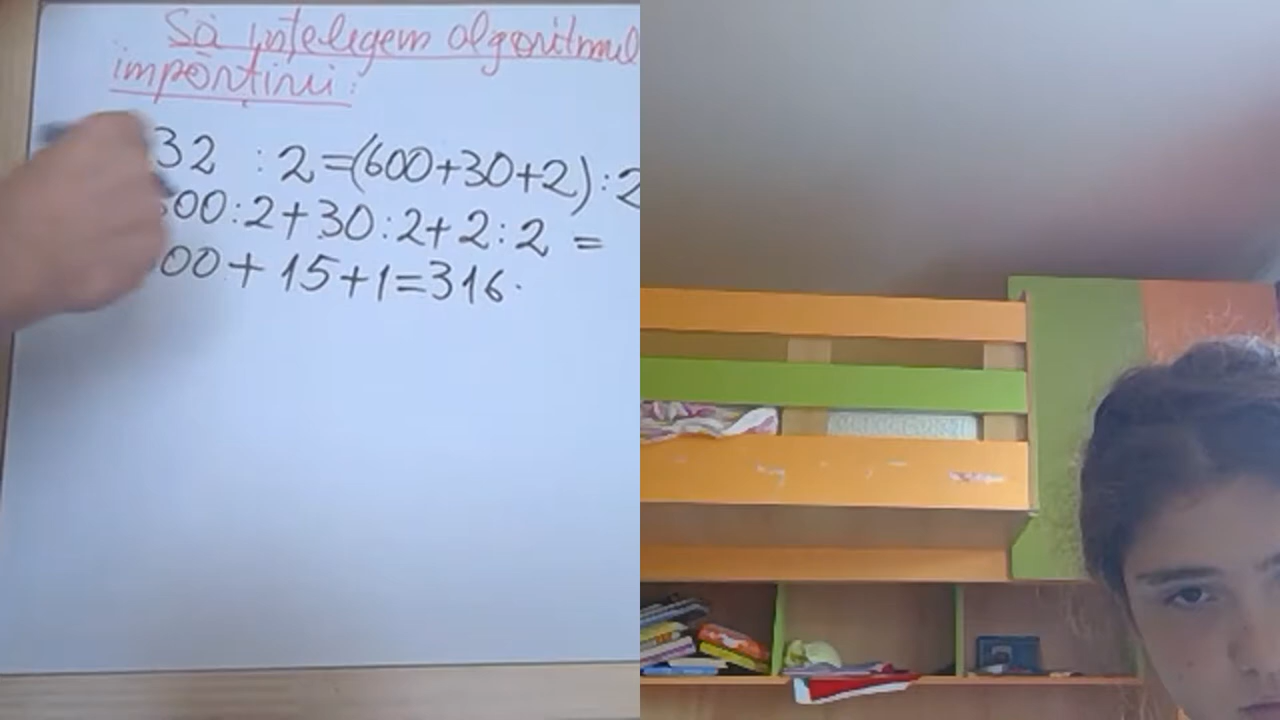 Să înțelegem algoritmul
împărțirii:
32 : 2=(600+30+2):2
00:2+30:2+2:2 =
00+15+1=316.